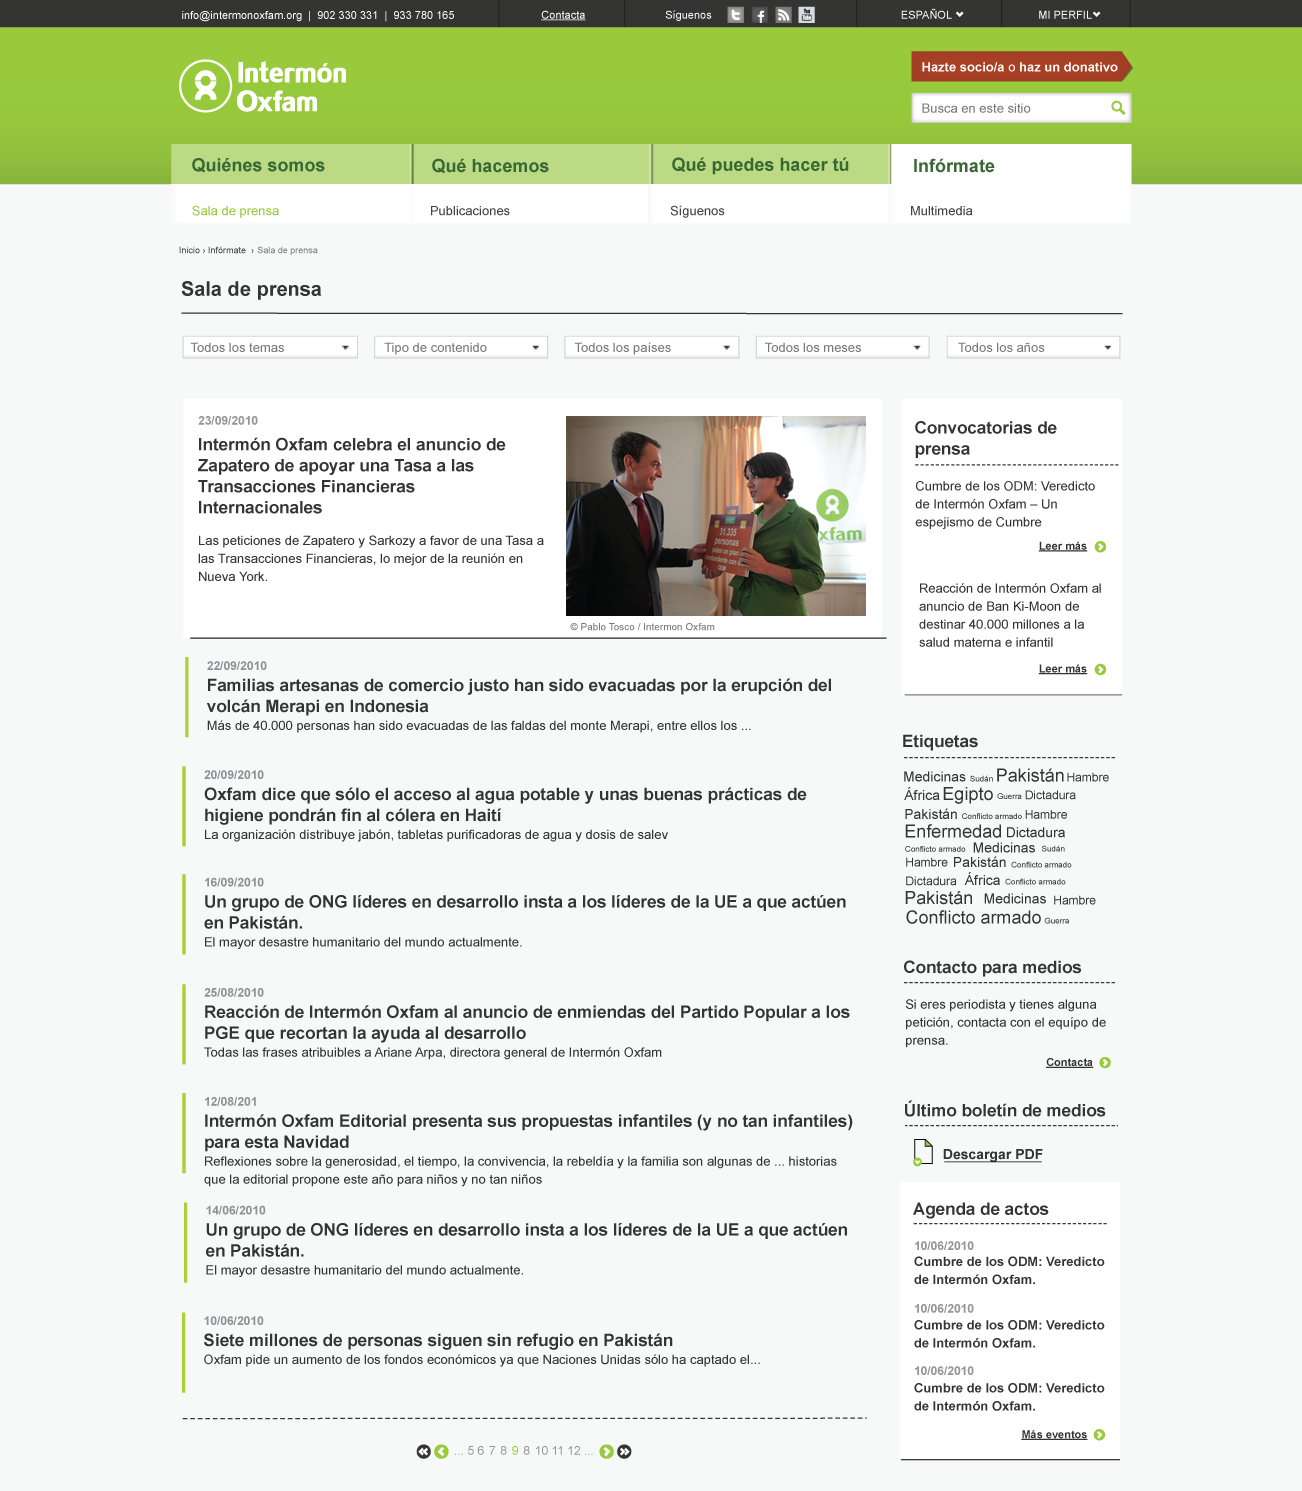 info@intermonoxfam.org | 902 330 331 | 933 780 165
Contacta
Síguenos
ESPAÑOL
MI PERFIL
Intermón
Oxfam
Hazte socio/a o haz un donativo
Busca en este sitio
Quiénes somos
Qué hacemos
Qué puedes hacer tú
Infórmate
Sala de prensa
Publicaciones
Síguenos
Multimedia
Inicio › Infórmate › Sala de prensa
Sala de prensa
Todos los temas
Tipo de contenido
Todos los países
Todos los meses
Todos los años
23/09/2010
Intermón Oxfam celebra el anuncio de
Zapatero de apoyar una Tasa a las
Transacciones Financieras
Internacionales
Las peticiones de Zapatero y Sarkozy a favor de una Tasa a
las Transacciones Financieras, lo mejor de la reunión en
Nueva York.
31.335
personas
xfam
© Pablo Tosco / Intermon Oxfam
22/09/2010
Familias artesanas de comercio justo han sido evacuadas por la erupción del
volcán Merapi en Indonesia
Más de 40.000 personas han sido evacuadas de las faldas del monte Merapi, entre ellos los ...
20/09/2010
Oxfam dice que sólo el acceso al agua potable y unas buenas prácticas de
higiene pondrán fin al cólera en Haití
La organización distribuye jabón, tabletas purificadoras de agua y dosis de salev
16/09/2010
Un grupo de ONG líderes en desarrollo insta a los líderes de la UE a que actúen
en Pakistán.
El mayor desastre humanitario del mundo actualmente.
25/08/2010
Reacción de Intermón Oxfam al anuncio de enmiendas del Partido Popular a los
PGE que recortan la ayuda al desarrollo
Todas las frases atribuibles a Ariane Arpa, directora general de Intermón Oxfam
12/08/201
Intermón Oxfam Editorial presenta sus propuestas infantiles (y no tan infantiles)
para esta Navidad
Reflexiones sobre la generosidad, el tiempo, la convivencia, la rebeldía y la familia son algunas de ... historias
que la editorial propone este año para niños y no tan niños
14/06/2010
Un grupo de ONG líderes en desarrollo insta a los líderes de la UE a que actúen
en Pakistán.
El mayor desastre humanitario del mundo actualmente.
10/06/2010
Siete millones de personas siguen sin refugio en Pakistán
Oxfam pide un aumento de los fondos económicos ya que Naciones Unidas sólo ha captado el...
... 5 6 7 8 9 8 10 11 12 ...
Convocatorias de
prensa
Cumbre de los ODM: Veredicto
de Intermón Oxfam – Un
espejismo de Cumbre
Leer más
Reacción de Intermón Oxfam al
anuncio de Ban Ki-Moon de
destinar 40.000 millones a la
salud materna e infantil
Leer más
Etiquetas
Medicinas Sudán Pakistán Hambre
África Egipto Guerra Dictadura
Pakistán Conflicto armado Hambre
Enfermedad Dictadura
Conflicto armado Medicinas Sudán
Hambre Pakistán Conflicto armado
Dictadura África Conflicto armado
Pakistán Medicinas Hambre
Conflicto armado Guerra
Contacto para medios
Si eres periodista y tienes alguna
petición, contacta con el equípo de
prensa.
Contacta
Último boletín de medios
Descargar PDF
Agenda de actos
10/06/2010
Cumbre de los ODM: Veredicto
de Intermón Oxfam.
10/06/2010
Cumbre de los ODM: Veredicto
de Intermón Oxfam.
10/06/2010
Cumbre de los ODM: Veredicto
de Intermón Oxfam.
Más eventos